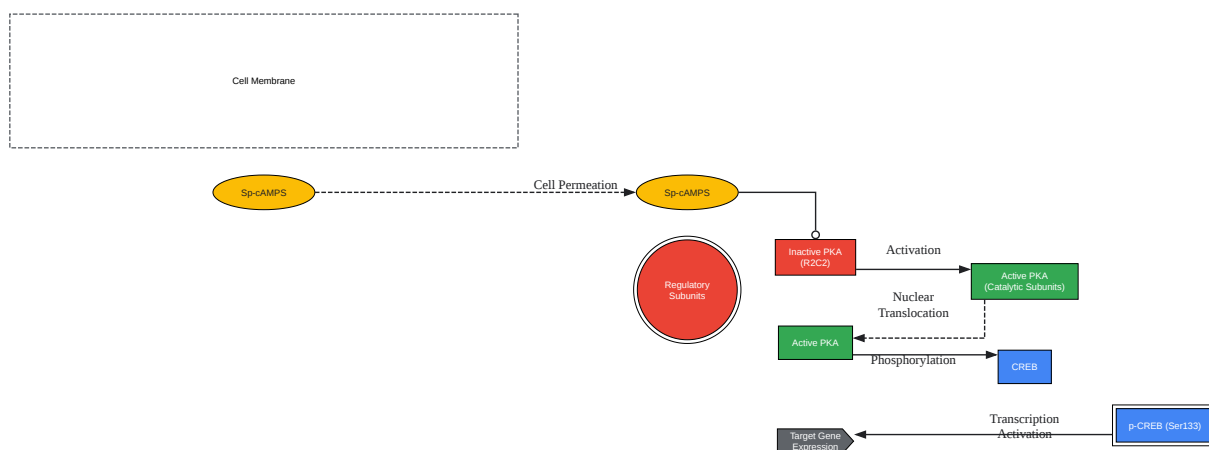 Cell Membrane
Sp-cAMPS
Cell Permeation
Sp-cAMPS
Inactive PKA
(R2C2)
Activation
Active PKA
(Catalytic Subunits)
Regulatory
Subunits
Nuclear
Translocation
Active PKA
Phosphorylation
CREB
Transcription
Activation
p-CREB (Ser133)
Target Gene
Expression